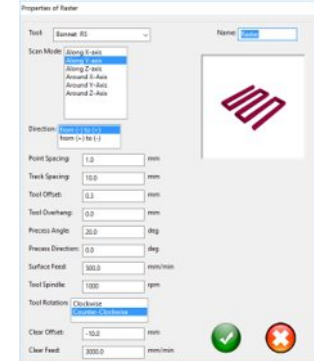 Properties of Raster
Tool: Bonnet R5 Name: Raster
Scan Mode: Along X-axis
Along Y-axis
Along Z-axis
Around X-Axis
Around Y-Axis
Around Z-Axis
Direction: from (-) to (+)
from (+) to (-)
Point Spacing: 1.0 mm
Track Spacing: 10.0 mm
Tool Offset: 0.3 mm
Tool Overhang: 0.0 mm
Precess Angle: 20.0 deg
Precess Direction: 0.0 deg
Surface Feed: 500.0 mm/min
Tool Spindle: 1000 rpm
Tool Rotation: Clockwise
Counter-Clockwise
Clear Offset: -10.0 mm
Clear Feed: 3000.0 mm/min